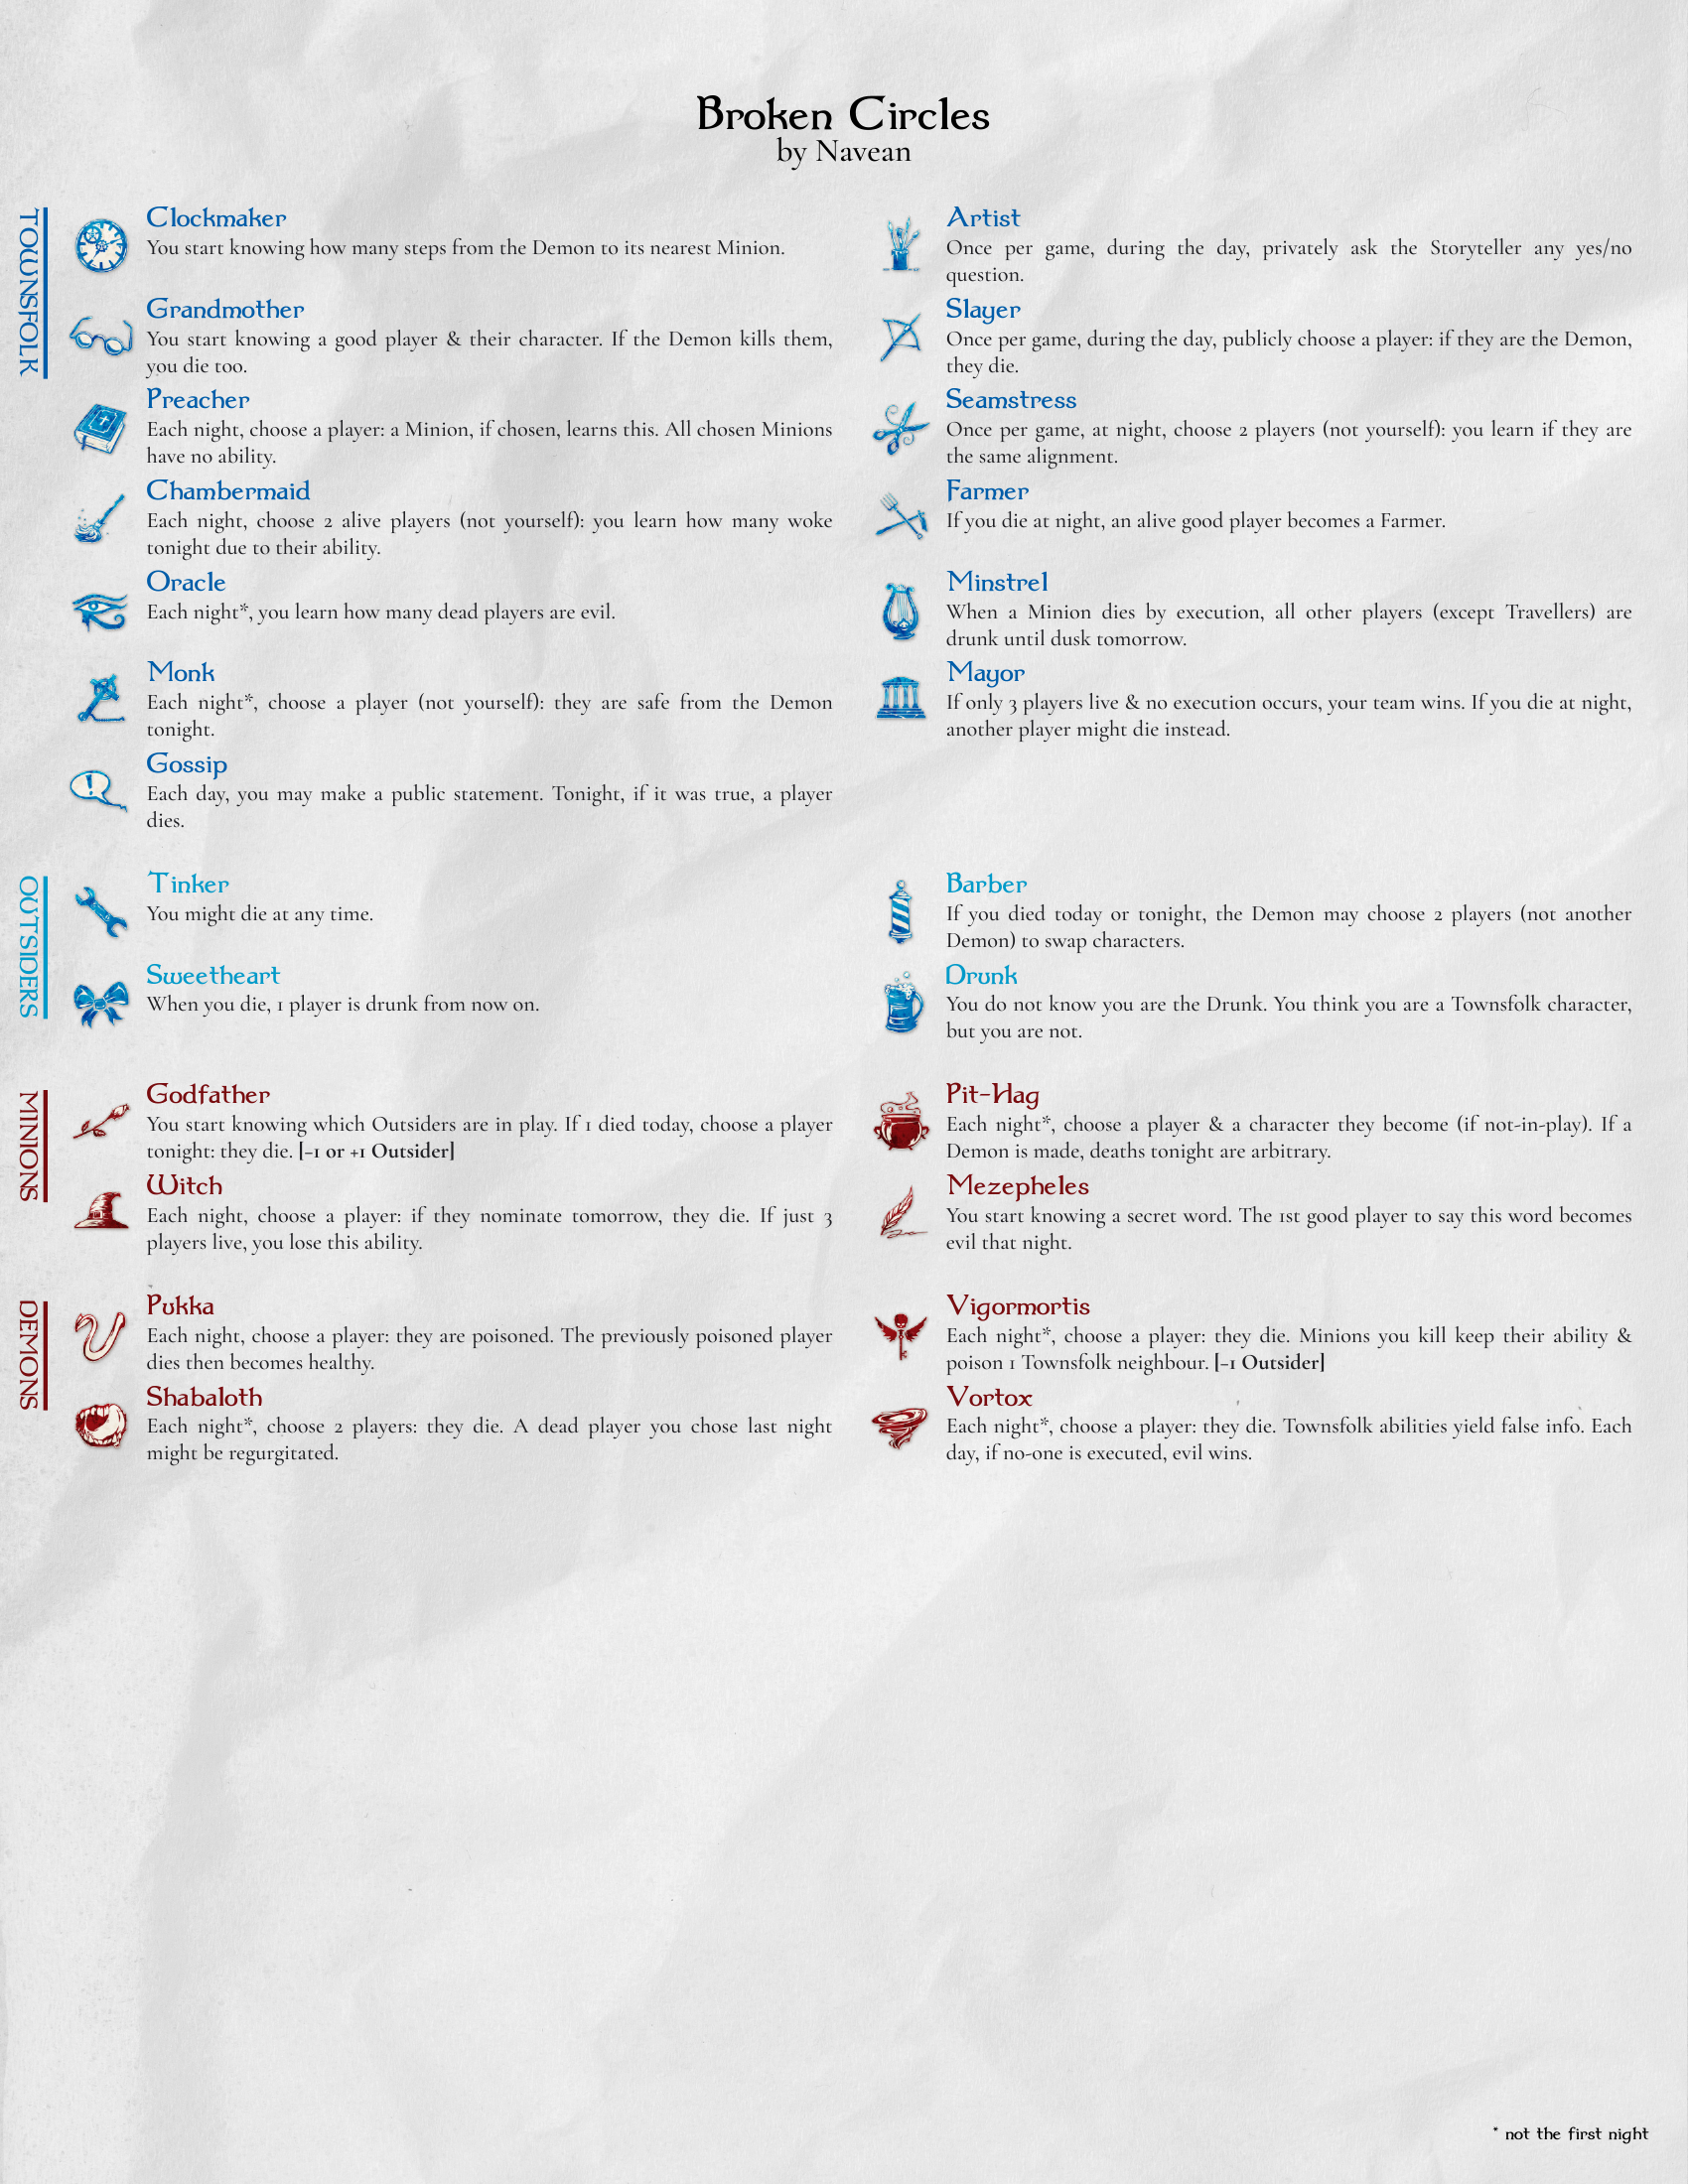 Broken Circles
by Navean
TOWNSFOLK
Clockmaker
You start knowing how many steps from the Demon to its nearest Minion.
Grandmother
You start knowing a good player & their character. If the Demon kills them,
you die too.
Preacher
Each night, choose a player: a Minion, if chosen, learns this. All chosen Minions
have no ability.
Chambermaid
Each night, choose 2 alive players (not yourself): you learn how many woke
tonight due to their ability.
Oracle
Each night*, you learn how many dead players are evil.
Monk
Each night*, choose a player (not yourself): they are safe from the Demon
tonight.
Gossip
Each day, you may make a public statement. Tonight, if it was true, a player
dies.
Artist
Once per game, during the day, privately ask the Storyteller any yes/no
question.
Slayer
Once per game, during the day, publicly choose a player: if they are the Demon,
they die.
Seamstress
Once per game, at night, choose 2 players (not yourself): you learn if they are
the same alignment.
Farmer
If you die at night, an alive good player becomes a Farmer.
Minstrel
When a Minion dies by execution, all other players (except Travellers) are
drunk until dusk tomorrow.
Mayor
If only 3 players live & no execution occurs, your team wins. If you die at night,
another player might die instead.
OUTSIDERS
Tinker
You might die at any time.
Sweetheart
When you die, 1 player is drunk from now on.
Barber
If you died today or tonight, the Demon may choose 2 players (not another
Demon) to swap characters.
Drunk
You do not know you are the Drunk. You think you are a Townsfolk character,
but you are not.
MINIONS
Godfather
You start knowing which Outsiders are in play. If 1 died today, choose a player
tonight: they die. [-1 or +1 Outsider]
Witch
Each night, choose a player: if they nominate tomorrow, they die. If just 3
players live, you lose this ability.
Pit-Hag
Each night*, choose a player & a character they become (if not-in-play). If a
Demon is made, deaths tonight are arbitrary.
Mezepheles
You start knowing a secret word. The 1st good player to say this word becomes
evil that night.
DEMONS
Pukka
Each night, choose a player: they are poisoned. The previously poisoned player
dies then becomes healthy.
Shabaloth
Each night*, choose 2 players: they die. A dead player you chose last night
might be regurgitated.
Vigormortis
Each night*, choose a player: they die. Minions you kill keep their ability &
poison 1 Townsfolk neighbour. [-1 Outsider]
Vortox
Each night*, choose a player: they die. Townsfolk abilities yield false info. Each
day, if no-one is executed, evil wins.
* not the first night